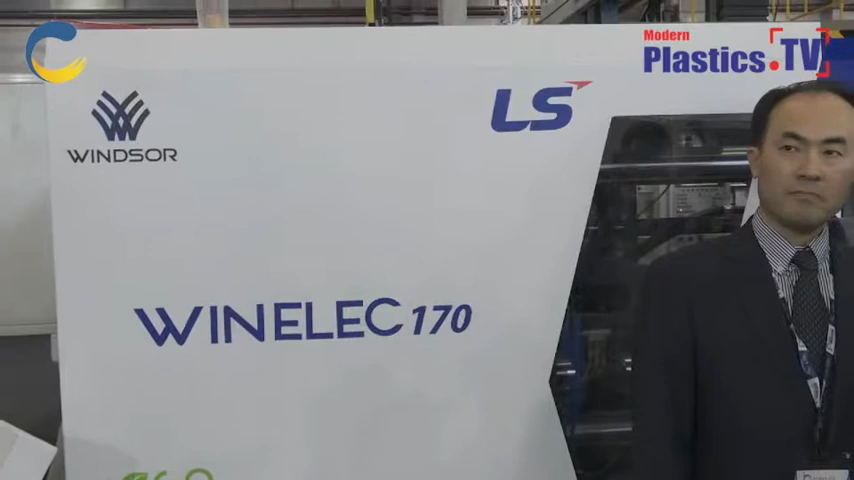 Modern
Plastics TV
LS
WINDSOR
WINELEC 170